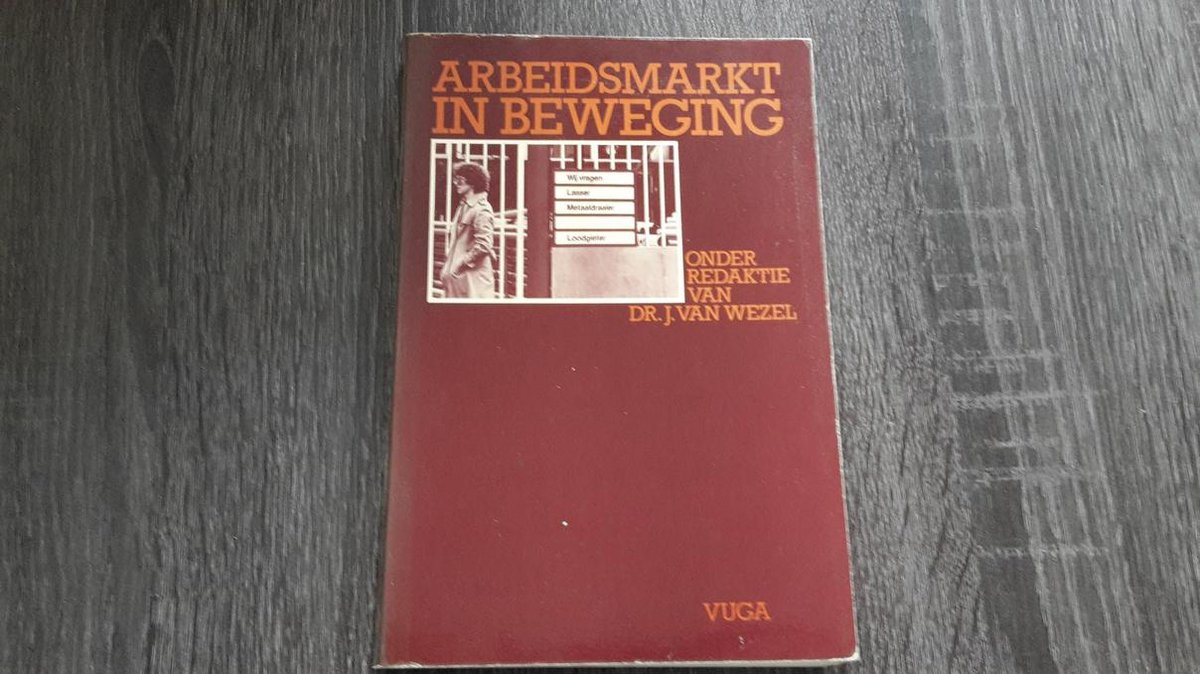 ARBEIDSMARKT
IN BEWEGING
Wij vragen
Lasser
Metaaldraaier
Loodgieter
ONDER
REDAKTIE
VAN
DR. J. VAN WEZEL
VUGA